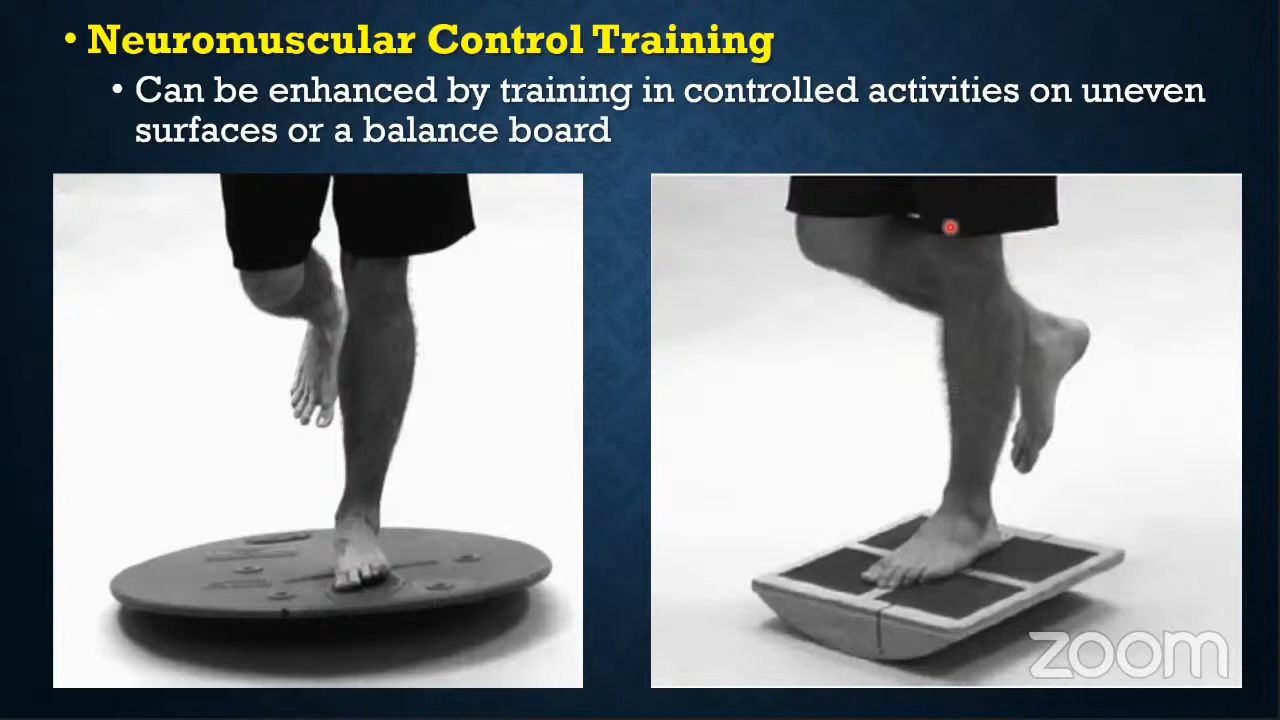 • Neuromuscular Control Training
• Can be enhanced by training in controlled activities on uneven
surfaces or a balance board
zoom